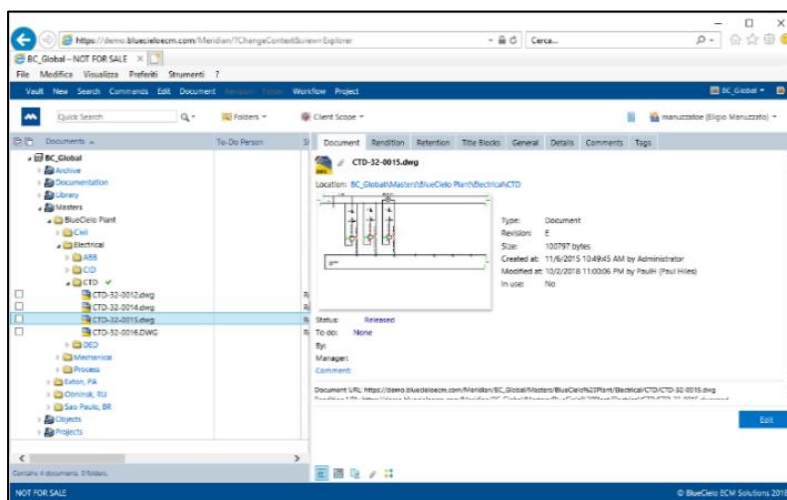 https://demo.bluecieloecm.com/Meridian/?ChangeContext
Explorer
Cerca...
BC_Global – NOT FOR SALE
File Modifica Visualizza Preferiti Strumenti ?
Vault New Search Commands Edit Document Workflow Project
BC_Global
Quick Search
Folders
Client Scope
manuzzatoe (Eligio Manuzzato)
Documents
To-Do Person
Document Rendition Retention Title Blocks General Details Comments Tags
BC_Global
Archive
Documentation
Library
Masters
BlueCielo Plant
Civil
Electrical
ABB
CID
CTD
CTD-32-0012.dwg
CTD-32-0014.dwg
CTD-32-0015.dwg
CTD-32-0016.DWG
DED
Mechanical
Process
Exton, PA
Obninsk, RU
Sao Paulo, BR
Objects
Projects
Contains 4 documents. 0 folders.
CTD-32-0015.dwg
Location: BC_Global\Masters\BlueCielo Plant\Electrical\CTD
Type: Document
Revision: E
Size: 100797 bytes
Created at: 11/6/2015 10:49:45 AM by Administrator
Modified at: 10/2/2018 11:00:06 PM by PaulH (Paul Hiles)
In use: No
Status: Released
To do: None
By:
Manager:
Comment:
Document URL: https://demo.bluecieloecm.com/Meridian/BC_Global/Masters/BlueCielo%20Plant/Electrical/CTD/CTD-32-0015.dwg
Edit
NOT FOR SALE
© BlueCielo ECM Solutions 2018